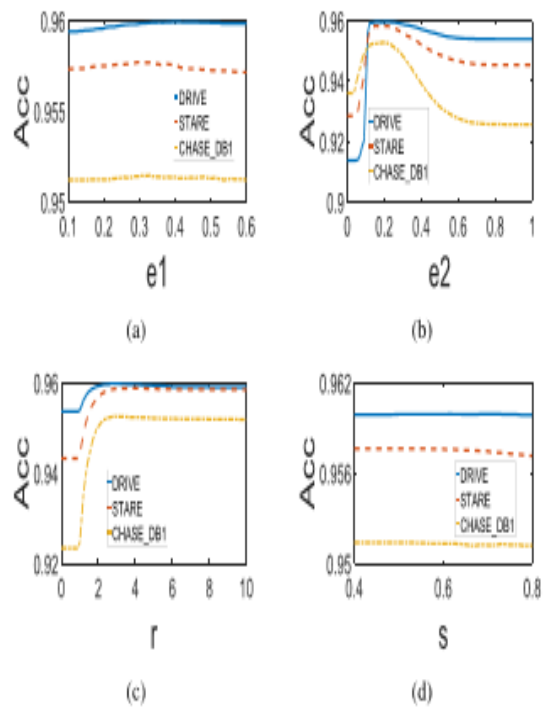 0.96
0.955
0.95
Acc
DRIVE
STARE
CHASE_DB1
0.1 0.2 0.3 0.4 0.5 0.6
e1
(a)
0.96
0.94
0.92
0.9
Acc
DRIVE
STARE
CHASE_DB1
0 0.2 0.4 0.6 0.8 1
e2
(b)
0.96
0.94
0.92
Acc
DRIVE
STARE
CHASE_DB1
0 2 4 6 8 10
r
(c)
0.962
0.956
0.95
Acc
DRIVE
STARE
CHASE_DB1
0.4 0.6 0.8
s
(d)